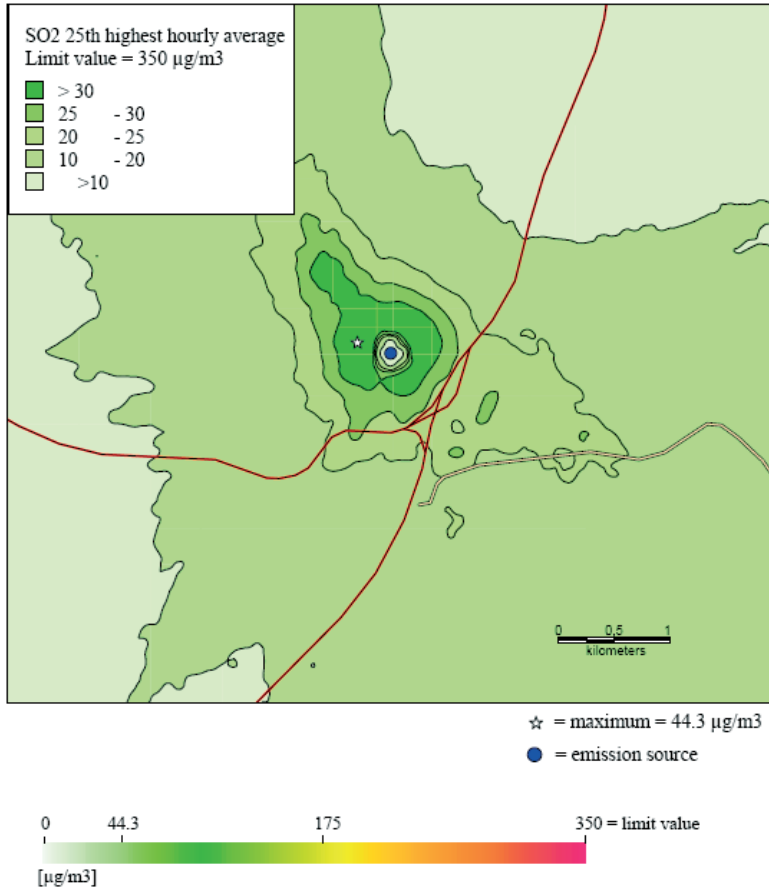 SO2 25th highest hourly average
Limit value = 350 µg/m3
> 30
25 - 30
20 - 25
10 - 20
>10
0 0,5 1
kilometers
= maximum = 44.3 µg/m3
= emission source
0 44.3 175 350 = limit value
[µg/m3]